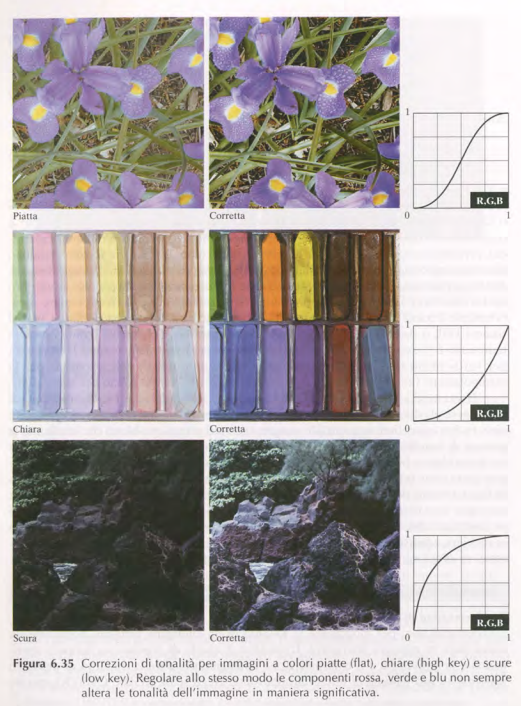 1
R,G,B
Piatta
Corretta
0
1
1
R,G,B
Chiara
Corretta
0
1
1
R,G,B
Scura
Corretta
0
1
Figura 6.35 Correzioni di tonalità per immagini a colori piatte (flat), chiare (high key) e scure
(low key). Regolare allo stesso modo le componenti rossa, verde e blu non sempre
altera le tonalità dell'immagine in maniera significativa.